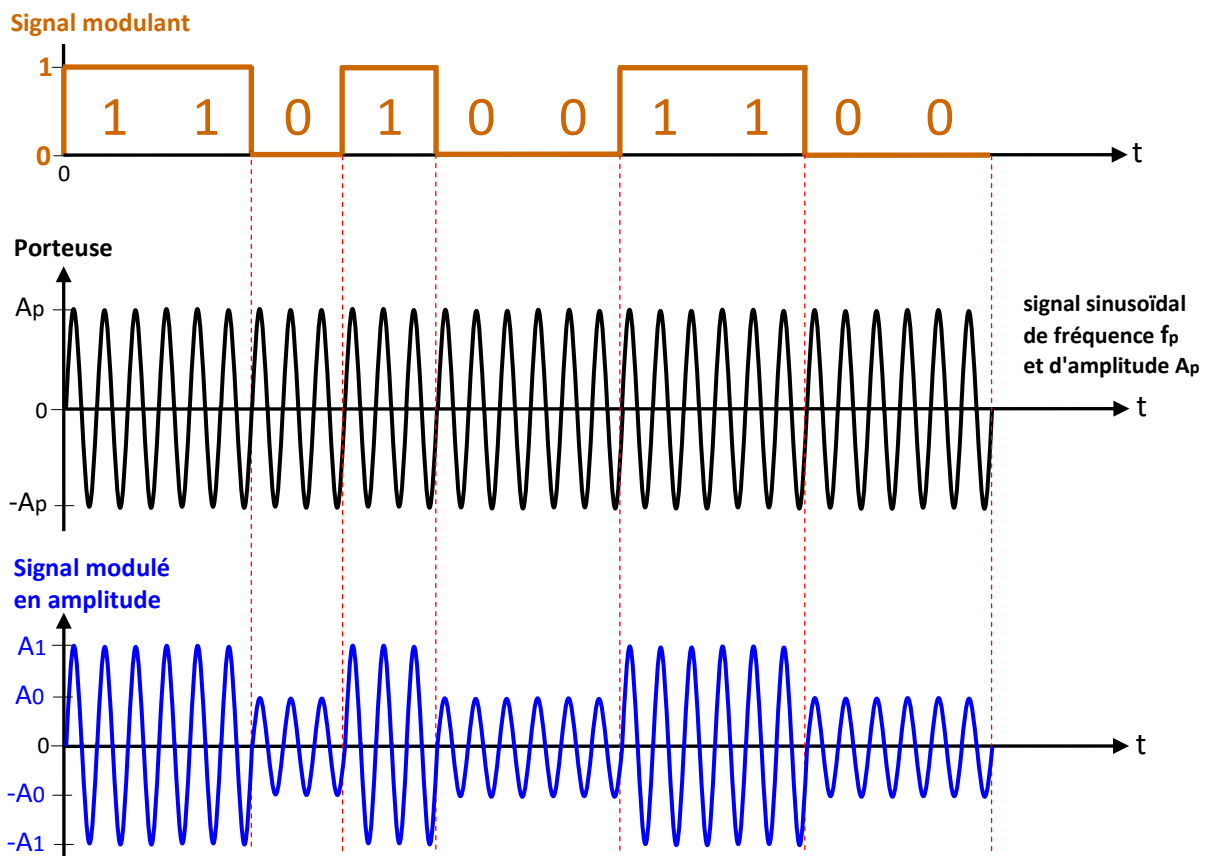 Signal modulant
1
1 1 0 1 0 0 1 1 0 0
0
t
0
Porteuse
Ap
signal sinusoïdal
de fréquence fp
et d'amplitude Ap
0
t
-Ap
Signal modulé
en amplitude
A1
A0
0
t
-A0
-A1